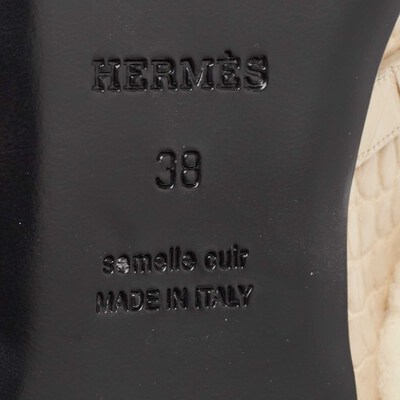 HERMÈS
38
semelle cuir
MADE IN ITALY